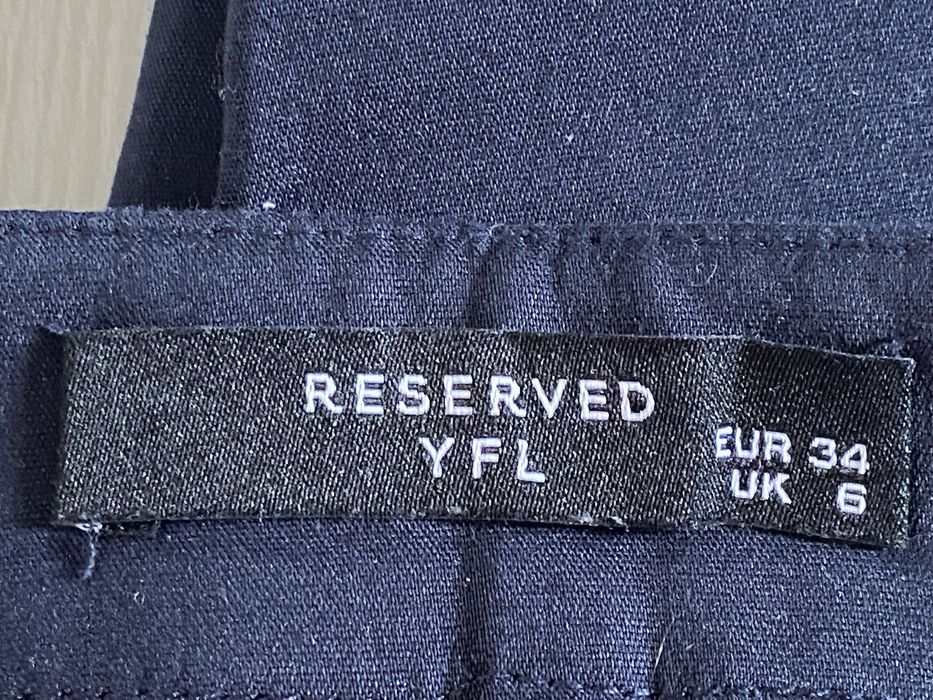 RESERVED
YFL
EUR 34
UK 6